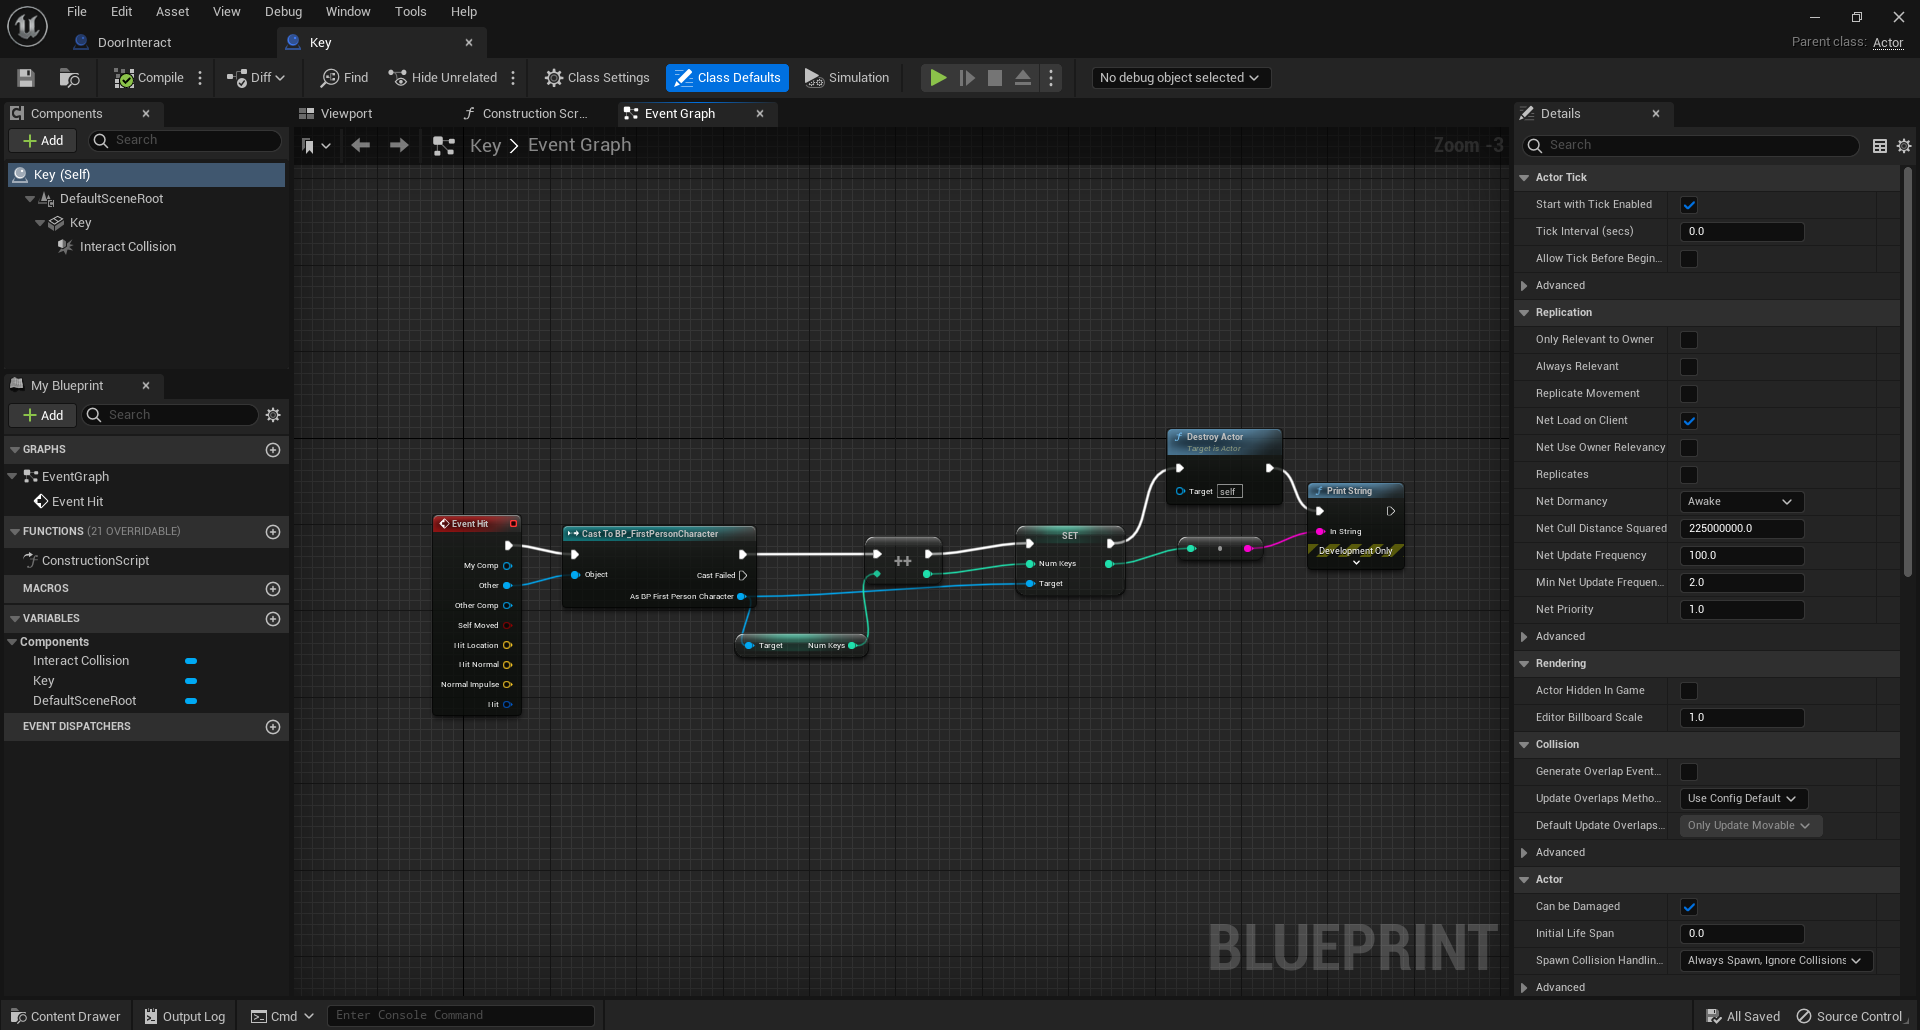 File Edit Asset View Debug Window Tools Help
DoorInteract
Key
Parent class: Actor
Compile
Diff
Find
Hide Unrelated
Class Settings
Class Defaults
Simulation
No debug object selected
Components
Add
Search
Key (Self)
DefaultSceneRoot
Key
Interact Collision
My Blueprint
Add
Search
GRAPHS
EventGraph
Event Hit
FUNCTIONS (21 OVERRIDABLE)
ConstructionScript
MACROS
VARIABLES
Components
Interact Collision
Key
DefaultSceneRoot
EVENT DISPATCHERS
Viewport
Construction Scr...
Event Graph
Key > Event Graph
Zoom -3
Event Hit
My Comp
Other
Other Comp
Self Moved
Hit Location
Hit Normal
Normal Impulse
Hit
Cast To BP_FirstPersonCharacter
Object
Cast Failed
As BP First Person Character
Target Num Keys
++
SET
Num Keys
Target
Destroy Actor
Target is Actor
Target self
Print String
In String
Development Only
BLUEPRINT
Details
Search
Actor Tick
Start with Tick Enabled
Tick Interval (secs) 0.0
Allow Tick Before Begin...
Advanced
Replication
Only Relevant to Owner
Always Relevant
Replicate Movement
Net Load on Client
Net Use Owner Relevancy
Replicates
Net Dormancy Awake
Net Cull Distance Squared 225000000.0
Net Update Frequency 100.0
Min Net Update Frequen... 2.0
Net Priority 1.0
Advanced
Rendering
Actor Hidden In Game
Editor Billboard Scale 1.0
Collision
Generate Overlap Event...
Update Overlaps Metho... Use Config Default
Default Update Overlaps... Only Update Movable
Advanced
Actor
Can be Damaged
Initial Life Span 0.0
Spawn Collision Handlin... Always Spawn, Ignore Collisions
Advanced
Content Drawer
Output Log
Cmd
Enter Console Command
All Saved
Source Control